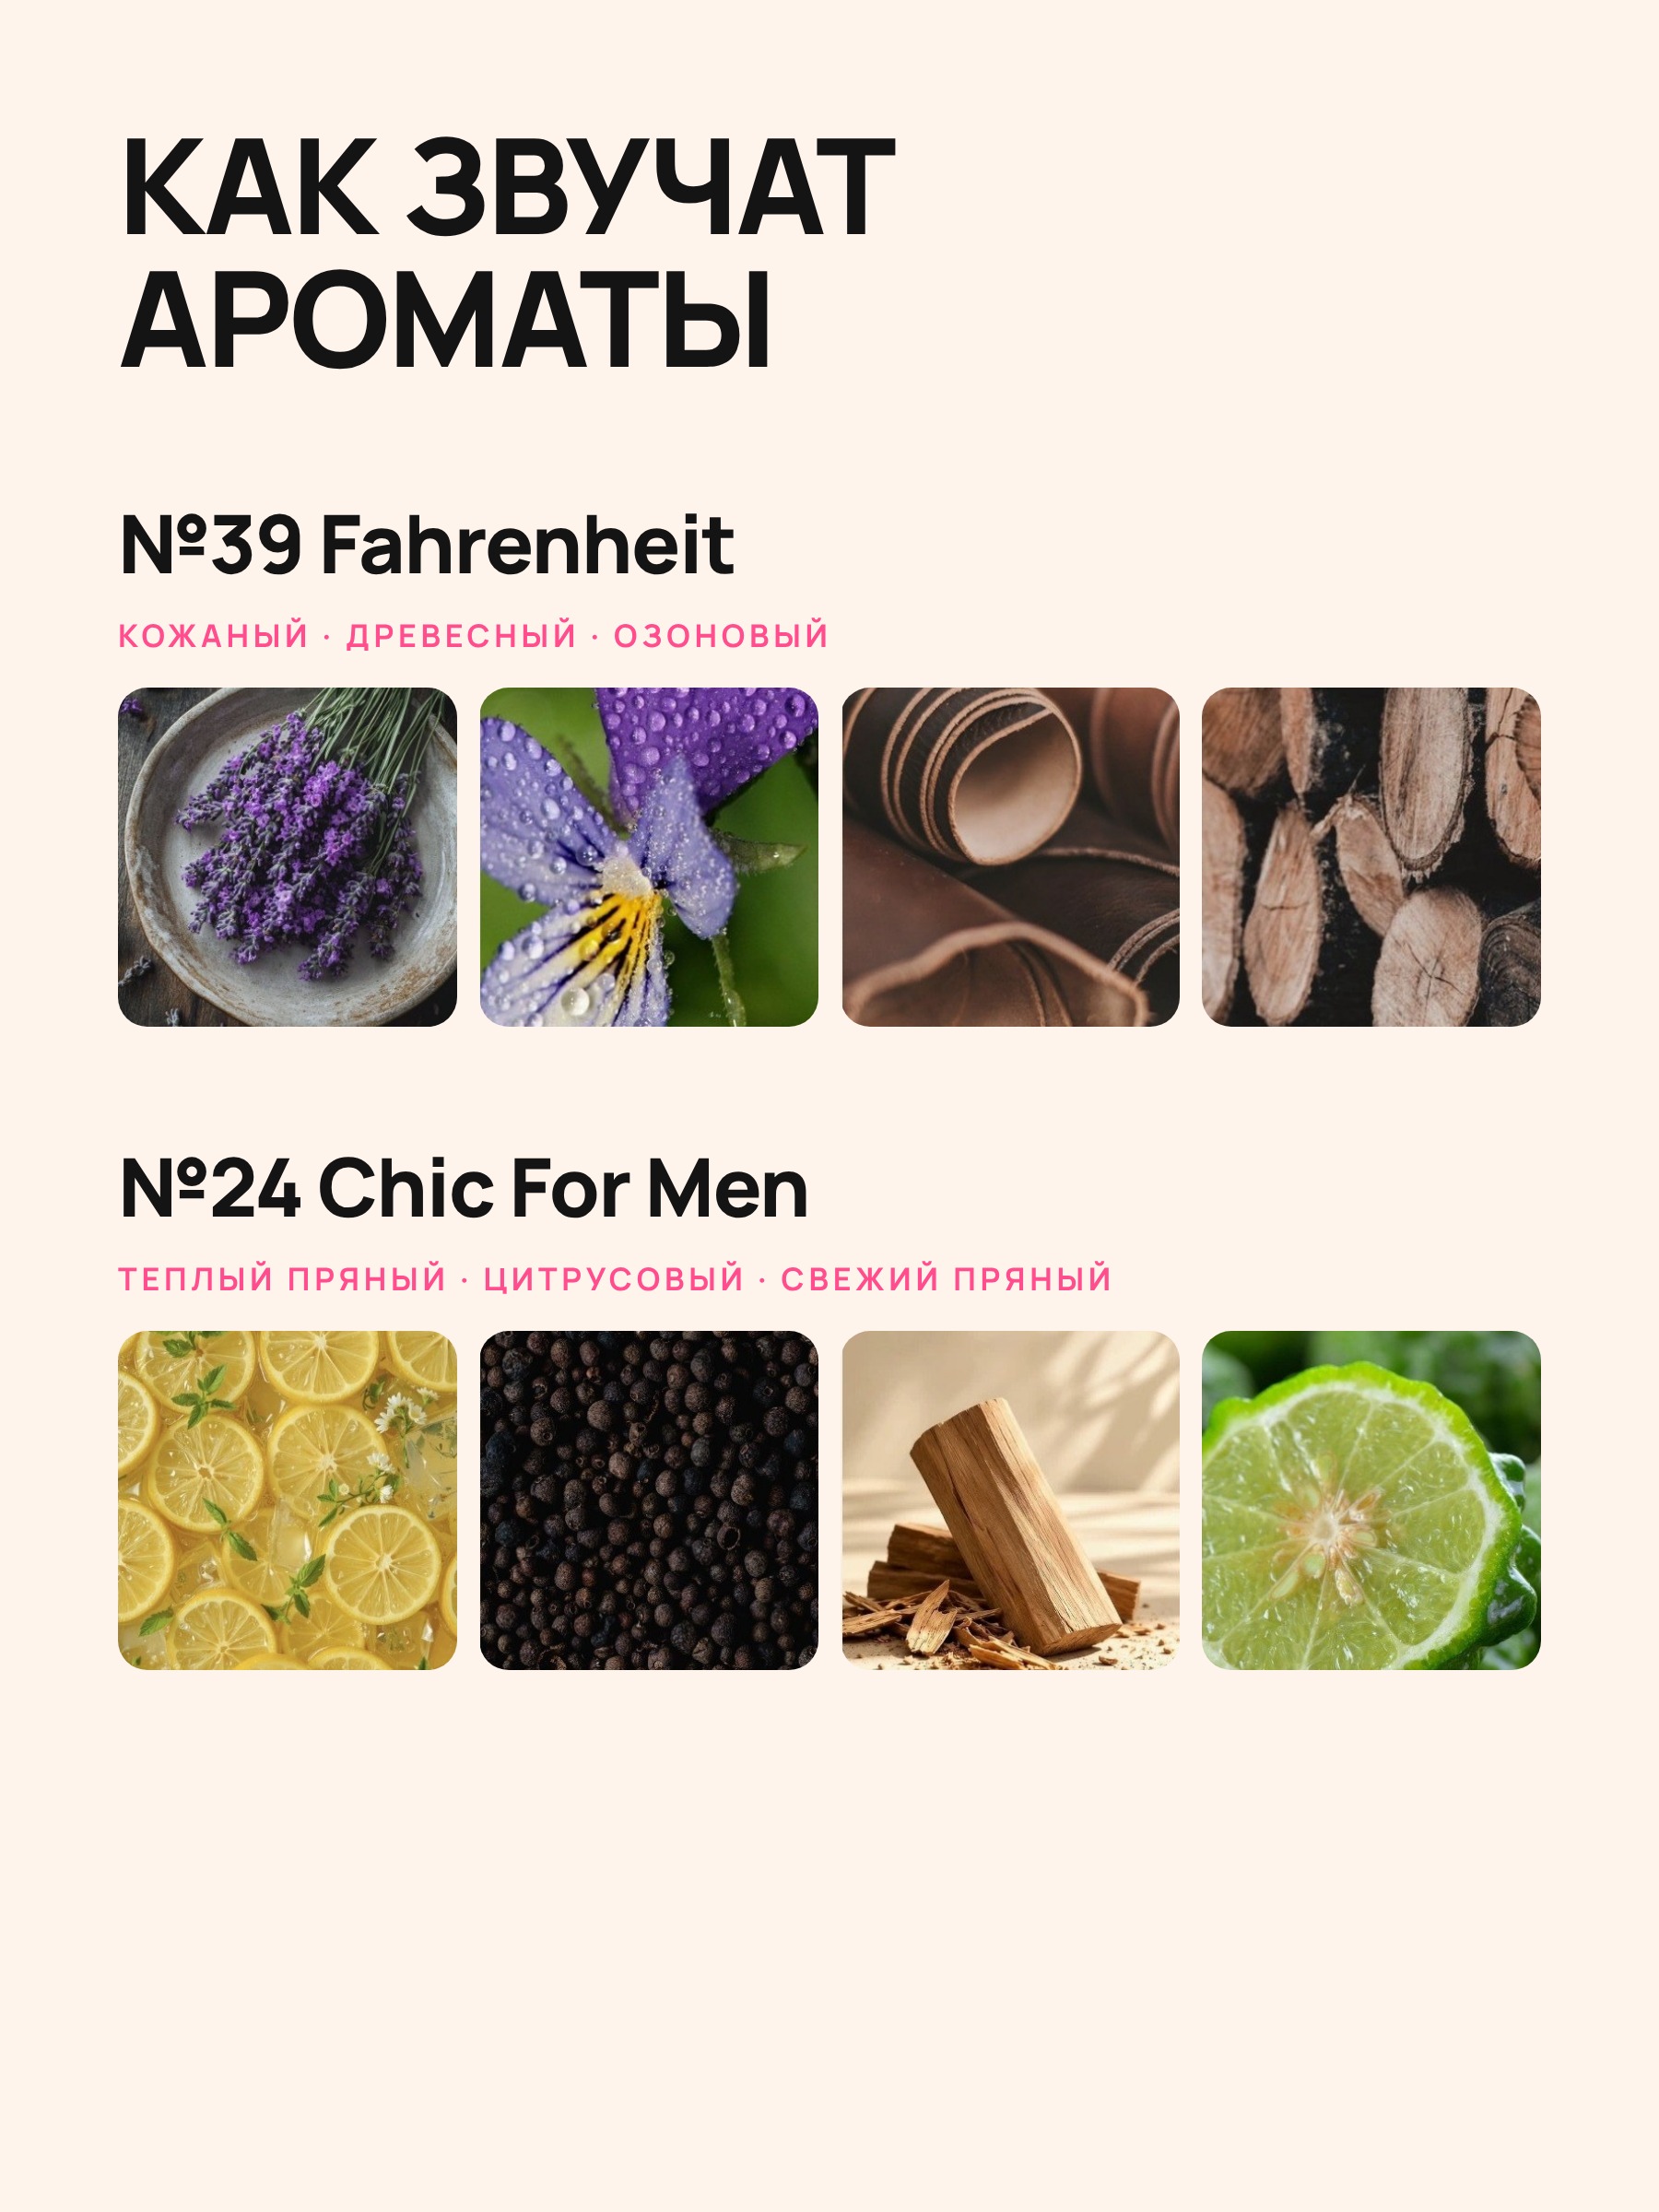 КАК ЗВУЧАТ
АРОМАТЫ
№39 Fahrenheit
КОЖАНЫЙ · ДРЕВЕСНЫЙ · ОЗОНОВЫЙ
№24 Chic For Men
ТЕПЛЫЙ ПРЯНЫЙ · ЦИТРУСОВЫЙ · СВЕЖИЙ ПРЯНЫЙ